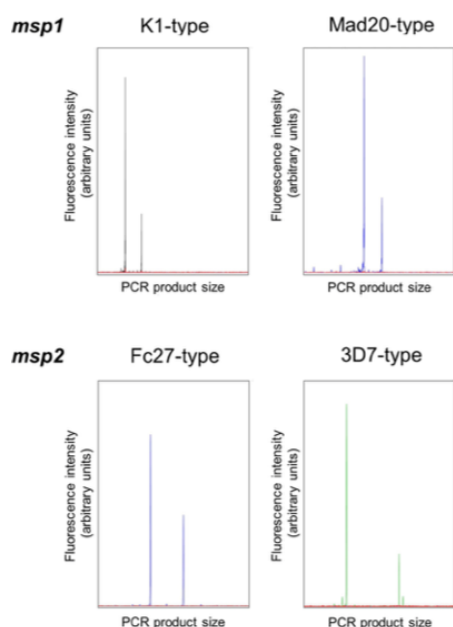 msp1
K1-type
Mad20-type
Fluorescence intensity
(arbitrary units)
PCR product size
Fluorescence intensity
(arbitrary units)
PCR product size
msp2
Fc27-type
3D7-type
Fluorescence intensity
(arbitrary units)
PCR product size
Fluorescence intensity
(arbitrary units)
PCR product size